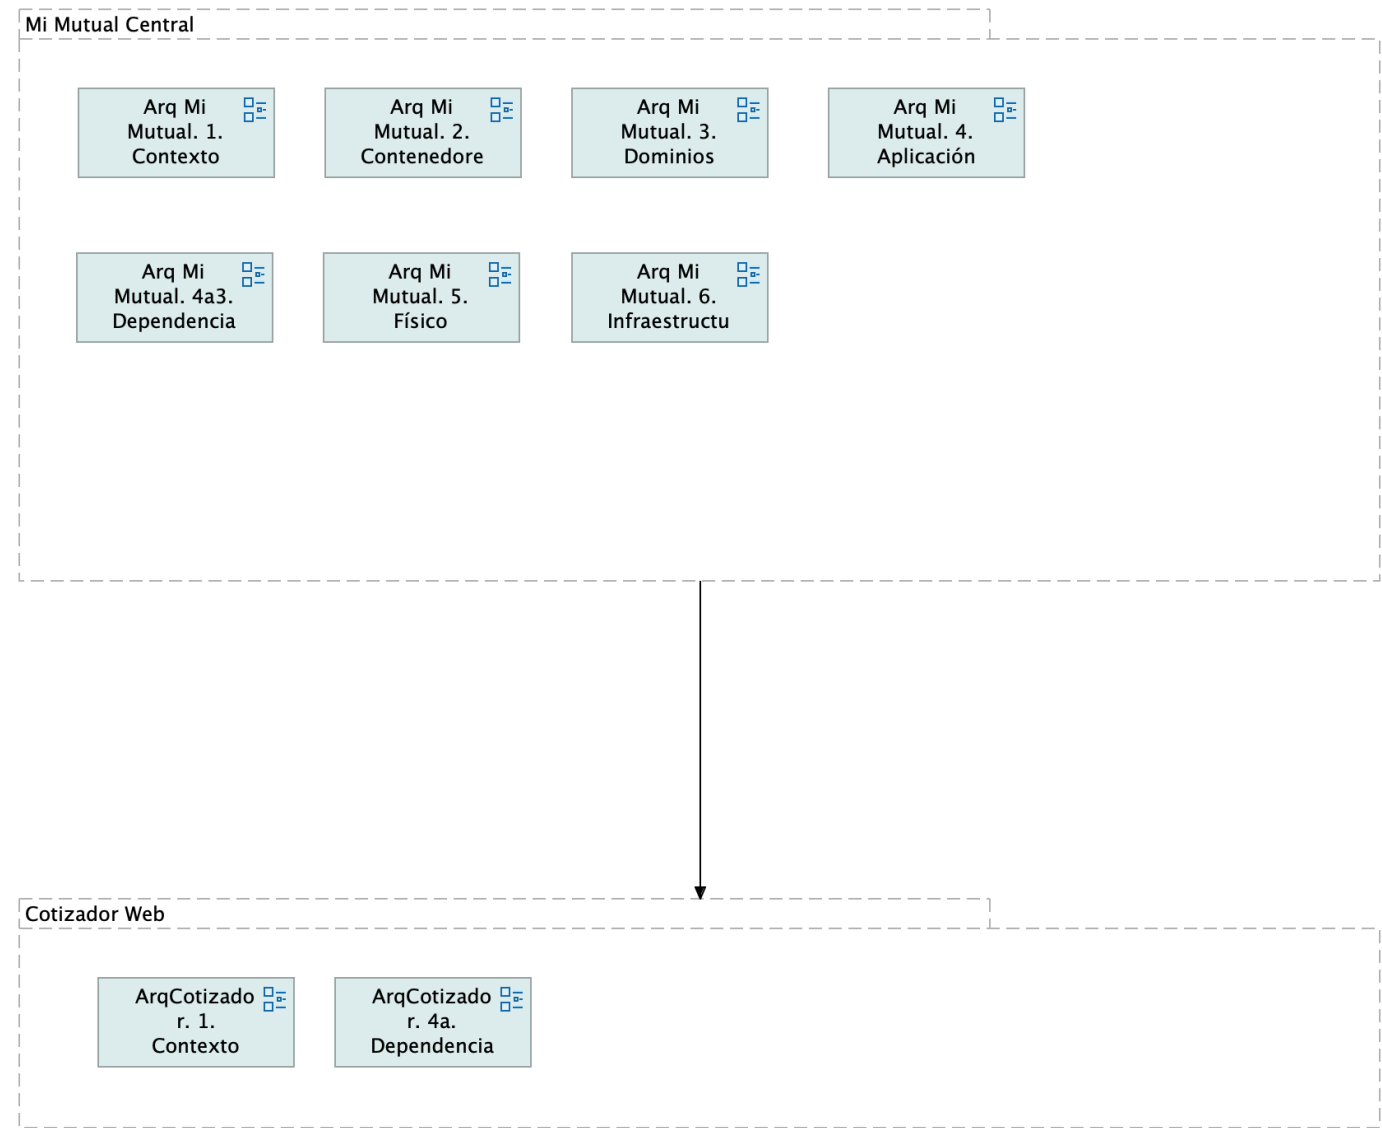 Mi Mutual Central
Arq Mi
Mutual. 1.
Contexto
Arq Mi
Mutual. 2.
Contenedore
Arq Mi
Mutual. 3.
Dominios
Arq Mi
Mutual. 4.
Aplicación
Arq Mi
Mutual. 4a3.
Dependencia
Arq Mi
Mutual. 5.
Físico
Arq Mi
Mutual. 6.
Infraestructu
Cotizador Web
ArqCotizado
r. 1.
Contexto
ArqCotizado
r. 4a.
Dependencia